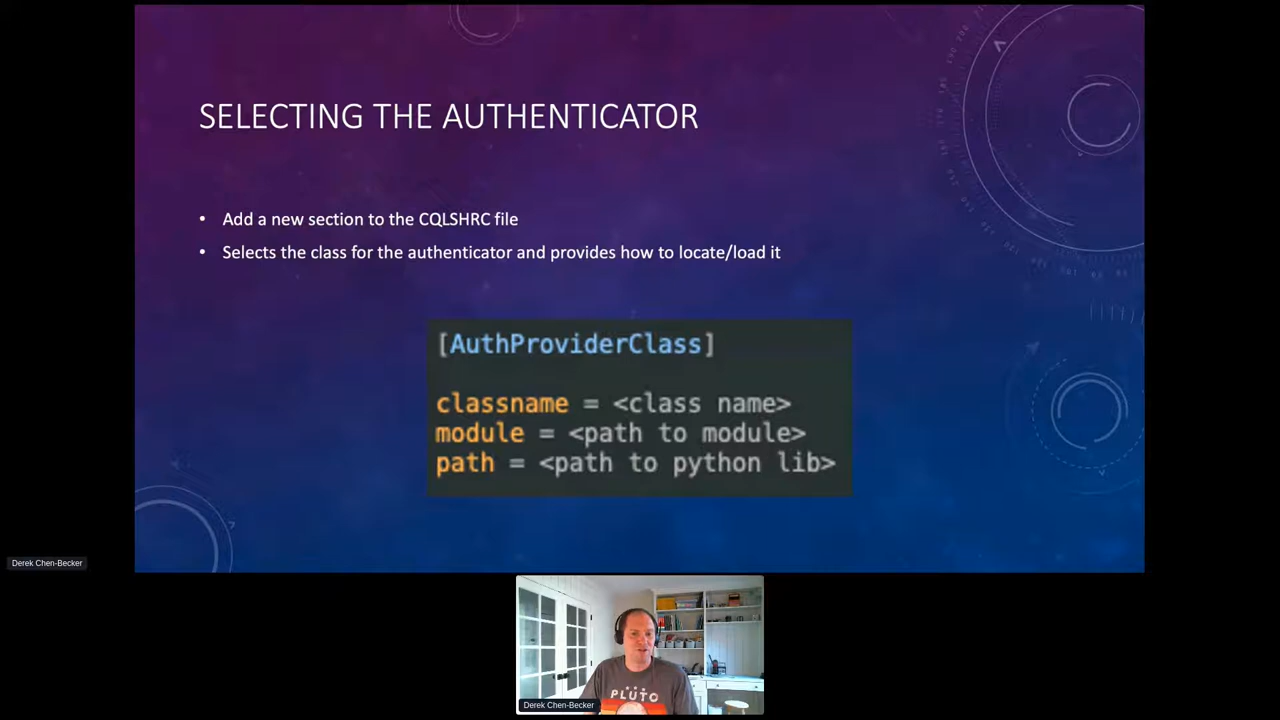 SELECTING THE AUTHENTICATOR
• Add a new section to the CQLSHRC file
• Selects the class for the authenticator and provides how to locate/load it
[AuthProviderClass]
classname = <class name>
module = <path to module>
path = <path to python lib>
Derek Chen-Becker
PLUTO
Derek Chen-Becker